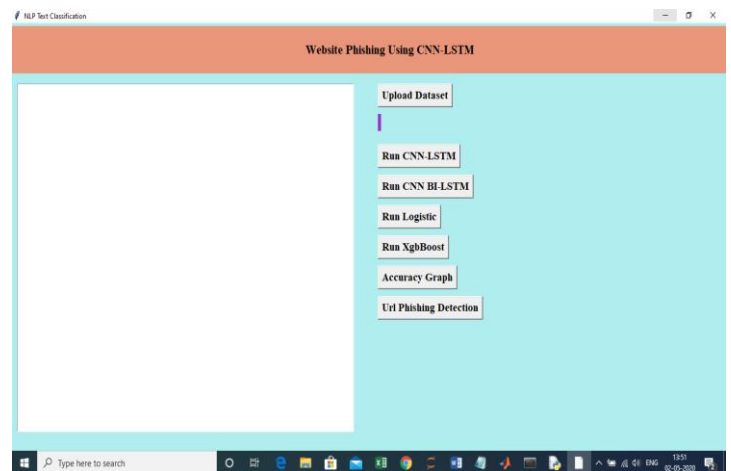 NLP Text Classification
Website Phishing Using CNN-LSTM
Upload Dataset
Run CNN-LSTM
Run CNN BI-LSTM
Run Logistic
Run XgbBoost
Accuracy Graph
Url Phishing Detection
Type here to search
ENG
13:51
02-05-2020